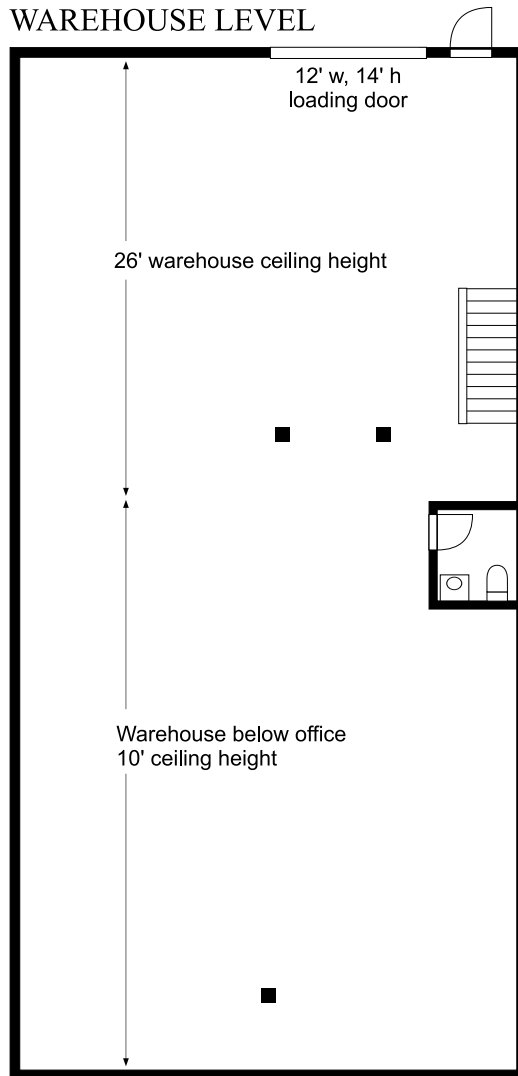 WAREHOUSE LEVEL
12' w, 14' h
loading door
26' warehouse ceiling height
Warehouse below office
10' ceiling height